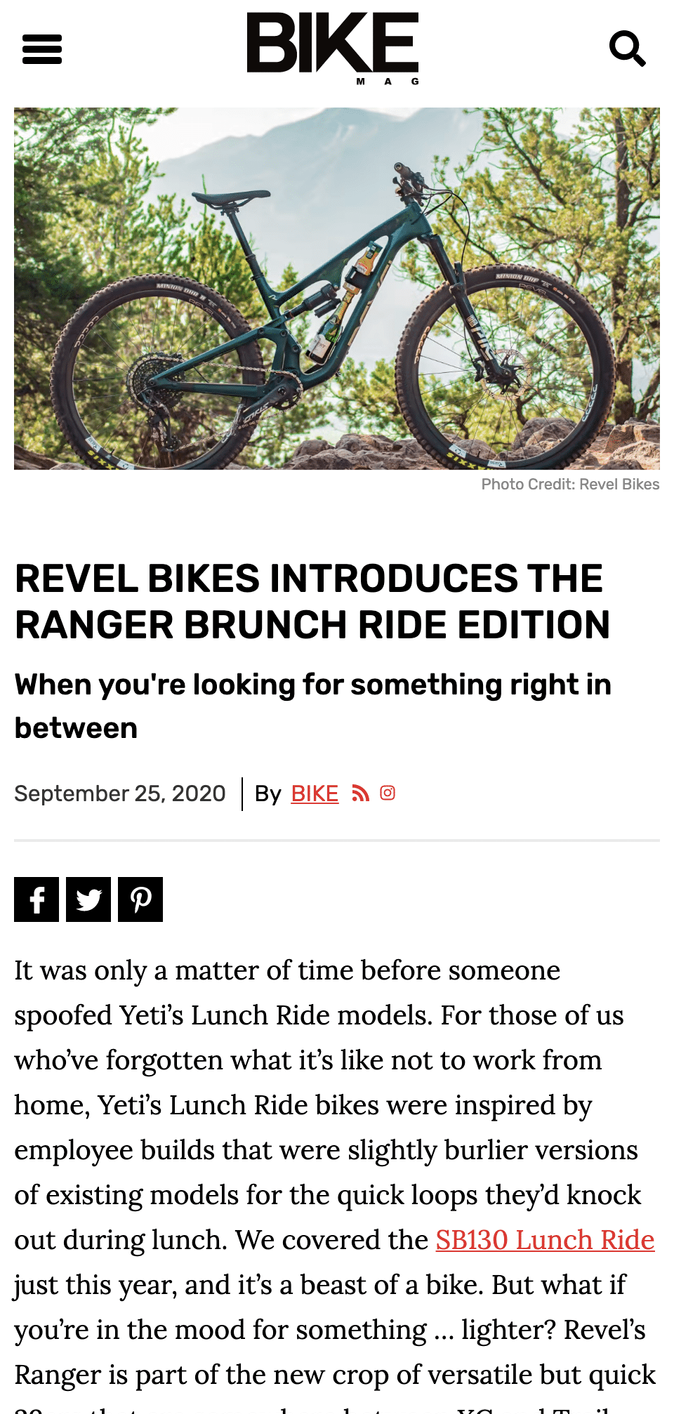 BIKE
MAG
MINION DHR II
MINION DHF
Photo Credit: Revel Bikes
REVEL BIKES INTRODUCES THE
RANGER BRUNCH RIDE EDITION
When you're looking for something right in
between
September 25, 2020 By BIKE
It was only a matter of time before someone
spoofed Yeti’s Lunch Ride models. For those of us
who’ve forgotten what it’s like not to work from
home, Yeti’s Lunch Ride bikes were inspired by
employee builds that were slightly burlier versions
of existing models for the quick loops they’d knock
out during lunch. We covered the SB130 Lunch Ride
just this year, and it’s a beast of a bike. But what if
you’re in the mood for something … lighter? Revel’s
Ranger is part of the new crop of versatile but quick